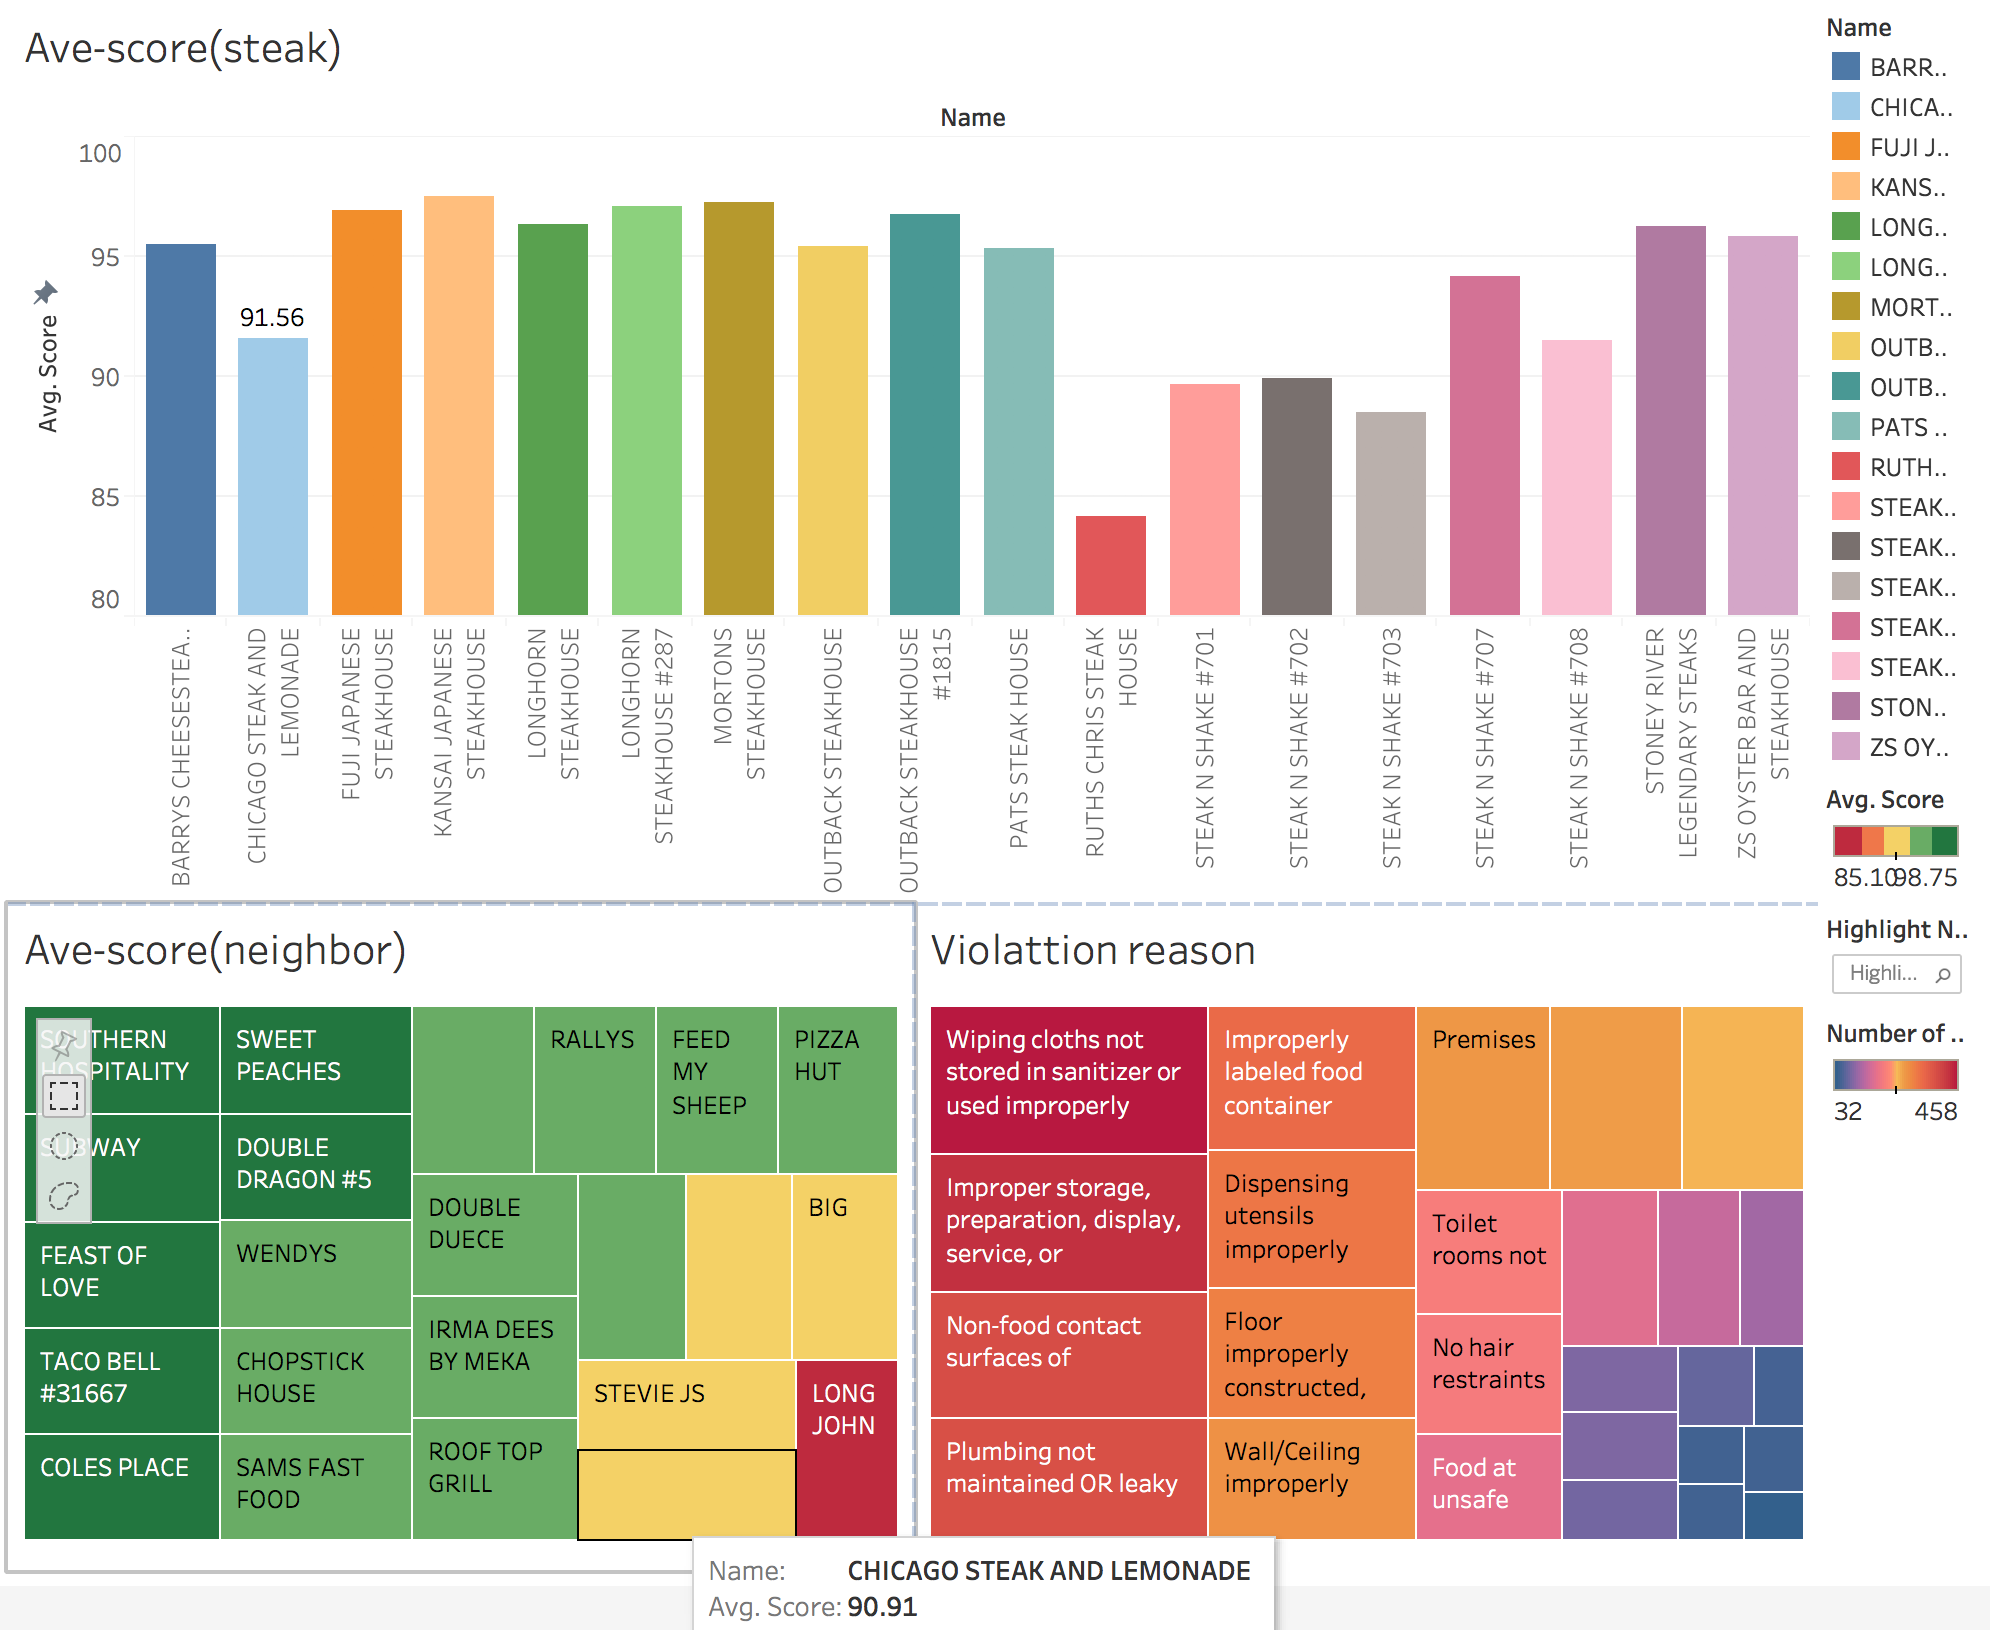 Ave-score(steak)
Name
100
95
90
85
80
Avg. Score
91.56
BARRYS CHEESESTEA..
CHICAGO STEAK AND
LEMONADE
FUJI JAPANESE
STEAKHOUSE
KANSAI JAPANESE
STEAKHOUSE
LONGHORN
STEAKHOUSE
LONGHORN
STEAKHOUSE #287
MORTONS
STEAKHOUSE
OUTBACK STEAKHOUSE
OUTBACK STEAKHOUSE
#1815
PATS STEAK HOUSE
RUTHS CHRIS STEAK
HOUSE
STEAK N SHAKE #701
STEAK N SHAKE #702
STEAK N SHAKE #703
STEAK N SHAKE #707
STEAK N SHAKE #708
STONEY RIVER
LEGENDARY STEAKS
ZS OYSTER BAR AND
STEAKHOUSE
Name
BARR..
CHICA..
FUJI J..
KANS..
LONG..
LONG..
MORT..
OUTB..
OUTB..
PATS ..
RUTH..
STEAK..
STEAK..
STEAK..
STEAK..
STEAK..
STON..
ZS OY..
Avg. Score
85.10 98.75
Highlight N..
Highli...
Number of ..
32 458
Ave-score(neighbor)
SOUTHERN
HOSPITALITY
SUBWAY
FEAST OF
LOVE
TACO BELL
#31667
COLES PLACE
SWEET
PEACHES
DOUBLE
DRAGON #5
WENDYS
CHOPSTICK
HOUSE
SAMS FAST
FOOD
RALLYS
FEED
MY
SHEEP
PIZZA
HUT
DOUBLE
DUECE
IRMA DEES
BY MEKA
ROOF TOP
GRILL
BIG
STEVIE JS
LONG
JOHN
Violattion reason
Wiping cloths not
stored in sanitizer or
used improperly
Improper storage,
preparation, display,
service, or
Non-food contact
surfaces of
Plumbing not
maintained OR leaky
Improperly
labeled food
container
Dispensing
utensils
improperly
Floor
improperly
constructed,
Wall/Ceiling
improperly
Premises
Toilet
rooms not
No hair
restraints
Food at
unsafe
Name: CHICAGO STEAK AND LEMONADE
Avg. Score: 90.91